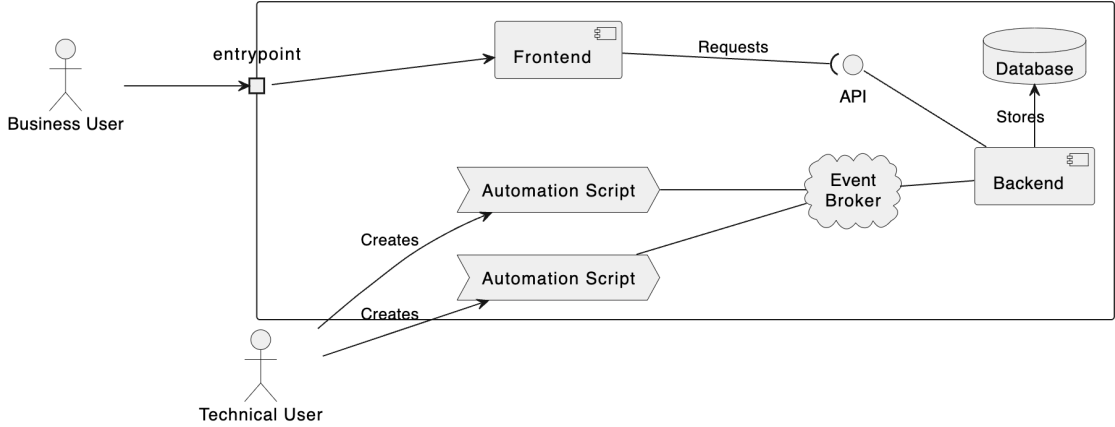 entrypoint
Frontend
Requests
API
Database
Stores
Business User
Automation Script
Event
Broker
Backend
Creates
Automation Script
Creates
Technical User